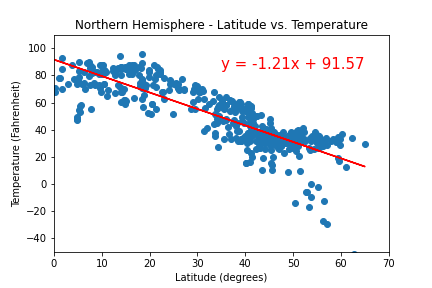 Northern Hemisphere - Latitude vs. Temperature
y = -1.21x + 91.57
Temperature (Fahrenheit)
100
80
60
40
20
0
−20
−40
0 10 20 30 40 50 60 70
Latitude (degrees)